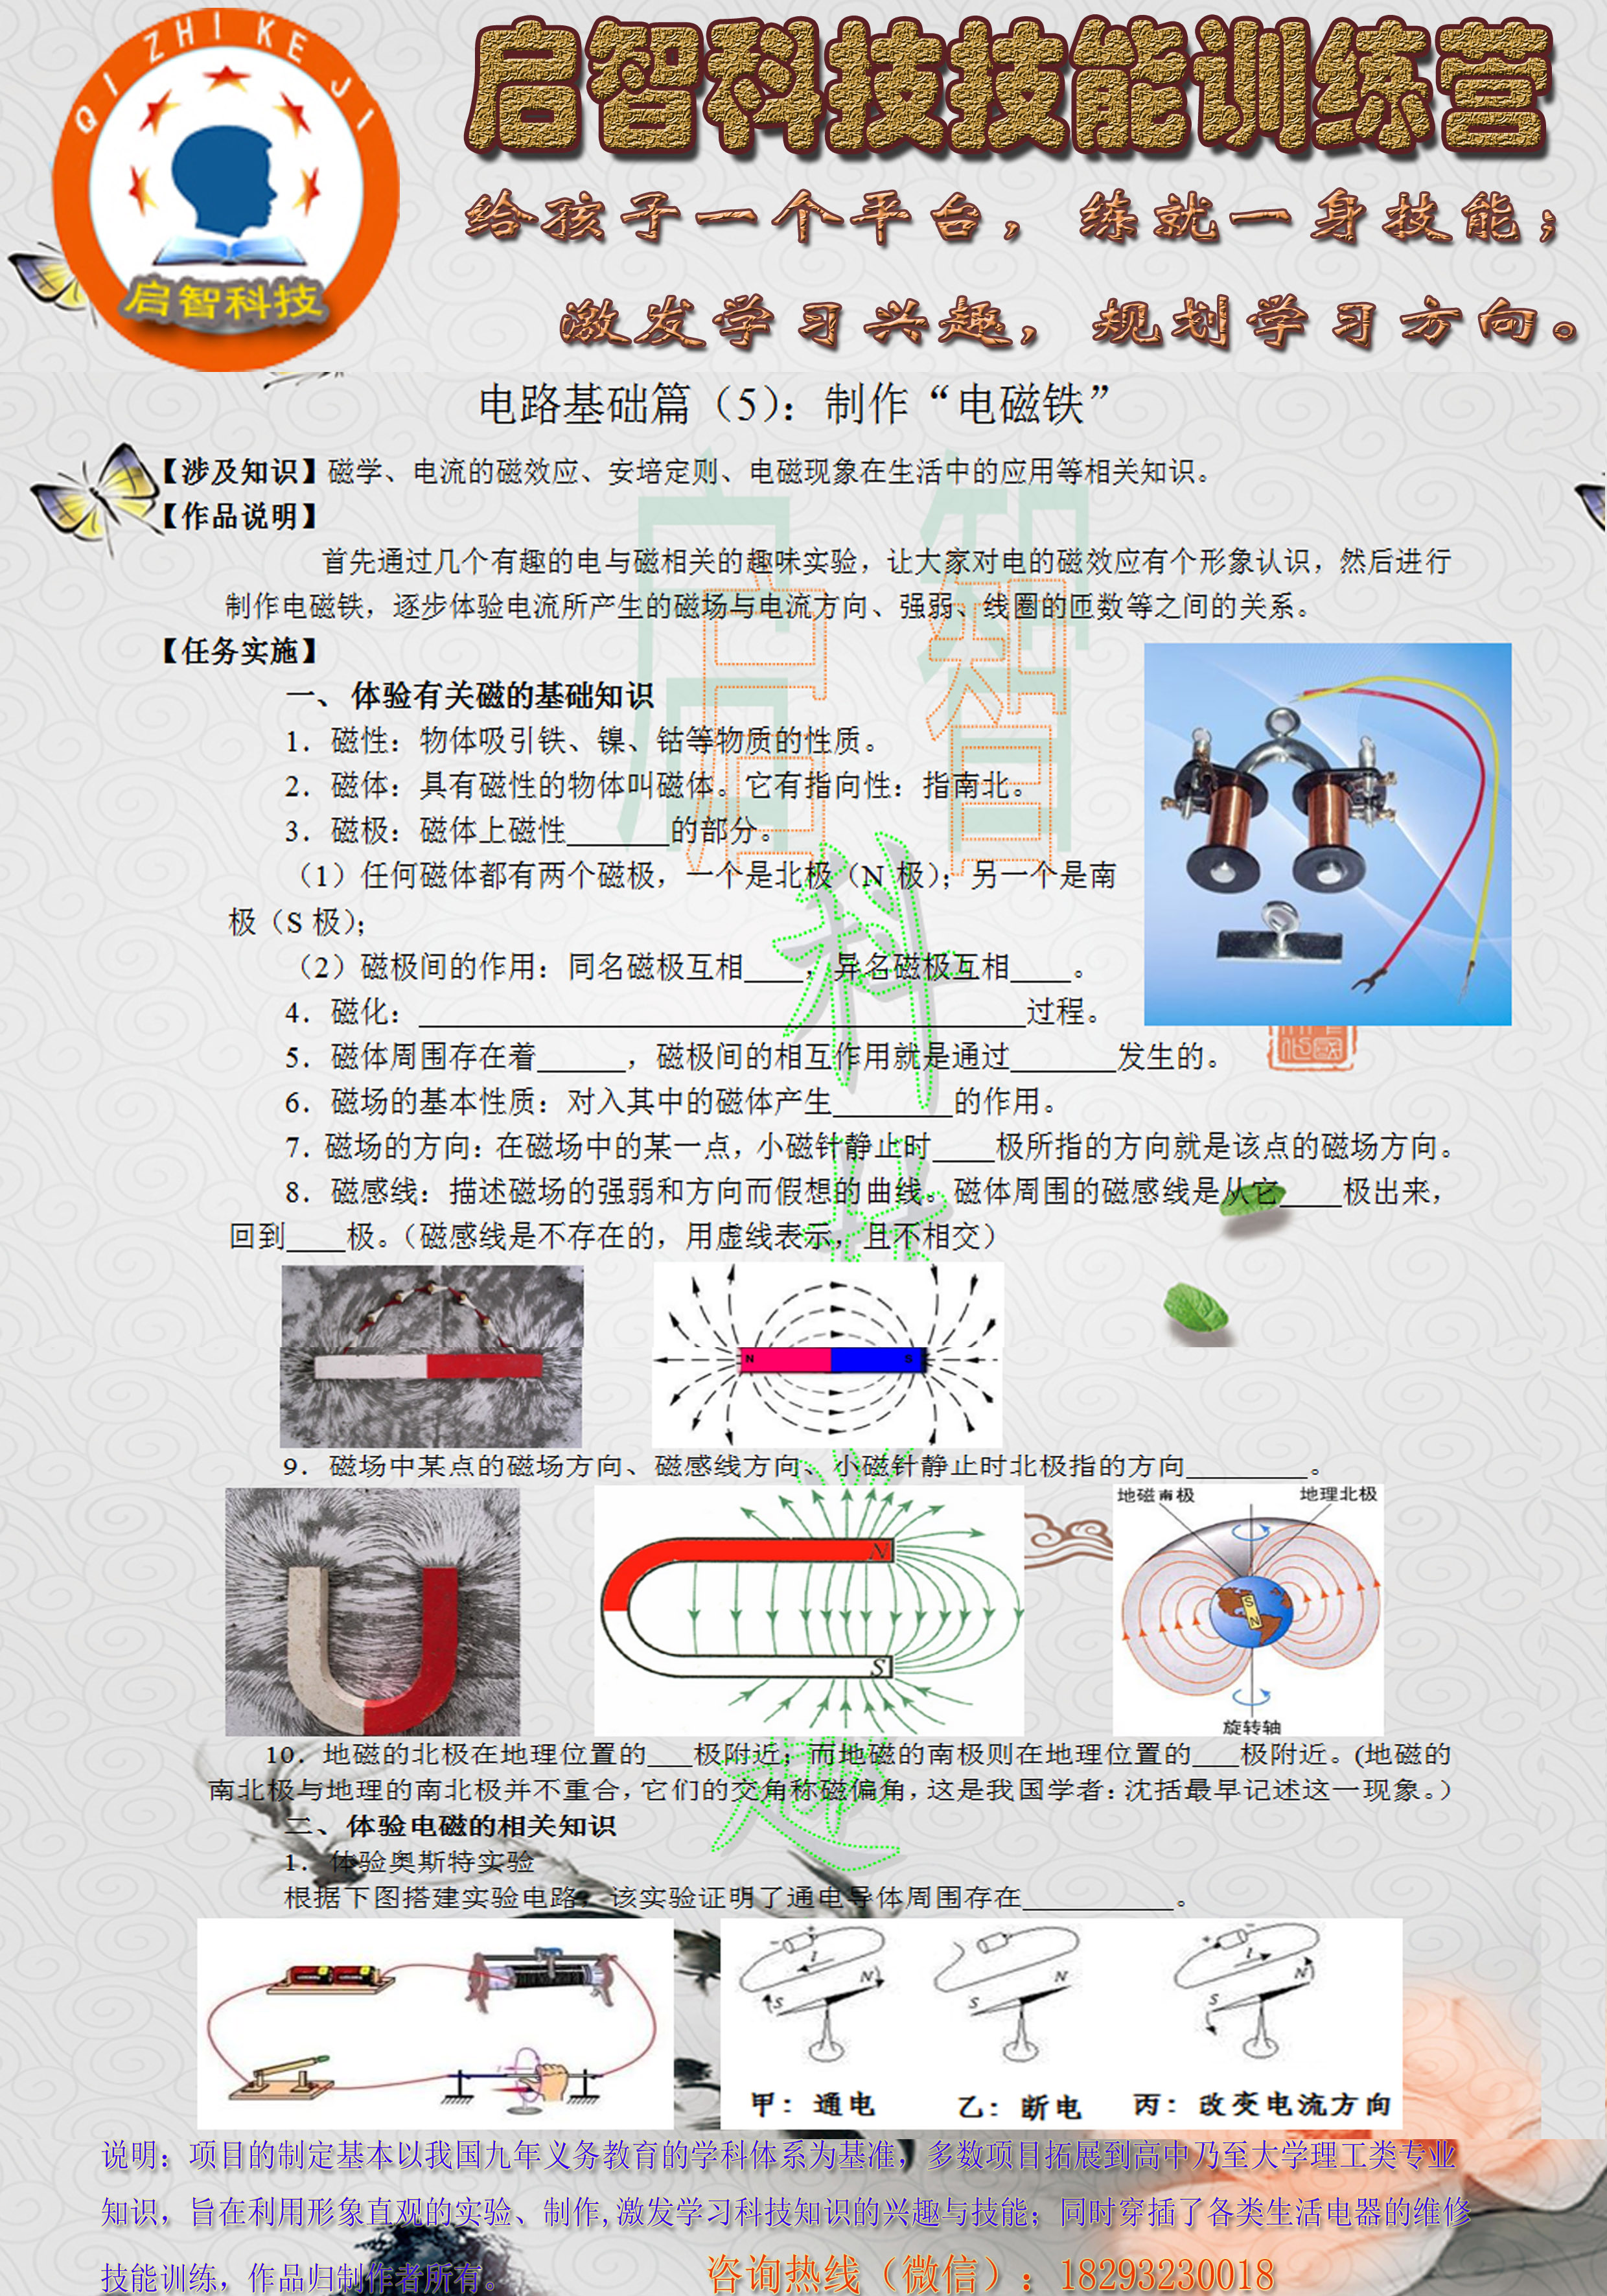 QI ZHI KE JI
启智科技
启智科技技能训练营
给孩子一个平台，练就一身技能；
激发学习兴趣，规划学习方向。
电路基础篇（5）：制作“电磁铁”
【涉及知识】磁学、电流的磁效应、安培定则、电磁现象在生活中的应用等相关知识。
【作品说明】
首先通过几个有趣的电与磁相关的趣味实验，让大家对电的磁效应有个形象认识，然后进行
制作电磁铁，逐步体验电流所产生的磁场与电流方向、强弱、线圈的匝数等之间的关系。
【任务实施】
一、体验有关磁的基础知识
1．磁性：物体吸引铁、镍、钴等物质的性质。
2．磁体：具有磁性的物体叫磁体。它有指向性：指南北。
3．磁极：磁体上磁性_______的部分。
（1）任何磁体都有两个磁极，一个是北极（N 极）；另一个是南
极（S 极）；
（2）磁极间的作用：同名磁极互相____，异名磁极互相____。
4．磁化：_________________________________________过程。
5．磁体周围存在着______，磁极间的相互作用就是通过_______发生的。
6．磁场的基本性质：对入其中的磁体产生________的作用。
7．磁场的方向：在磁场中的某一点，小磁针静止时____极所指的方向就是该点的磁场方向。
8．磁感线：描述磁场的强弱和方向而假想的曲线。磁体周围的磁感线是从它____极出来，
回到____极。（磁感线是不存在的，用虚线表示，且不相交）
N S
9．磁场中某点的磁场方向、磁感线方向、小磁针静止时北极指的方向________。
N
S
地磁南极 地理北极
S
N
旋转轴
10．地磁的北极在地理位置的___极附近；而地磁的南极则在地理位置的___极附近。(地磁的
南北极与地理的南北极并不重合，它们的交角称磁偏角，这是我国学者：沈括最早记述这一现象。）
二、体验电磁的相关知识
1．体验奥斯特实验
根据下图搭建实验电路，该实验证明了通电导体周围存在__________。
- + I N S
N S
+ - I N S
甲：通电 乙：断电 丙：改变电流方向
说明：项目的制定基本以我国九年义务教育的学科体系为基准，多数项目拓展到高中乃至大学理工类专业
知识，旨在利用形象直观的实验、制作,激发学习科技知识的兴趣与技能；同时穿插了各类生活电器的维修
技能训练，作品归制作者所有。 咨询热线（微信）：18293230018